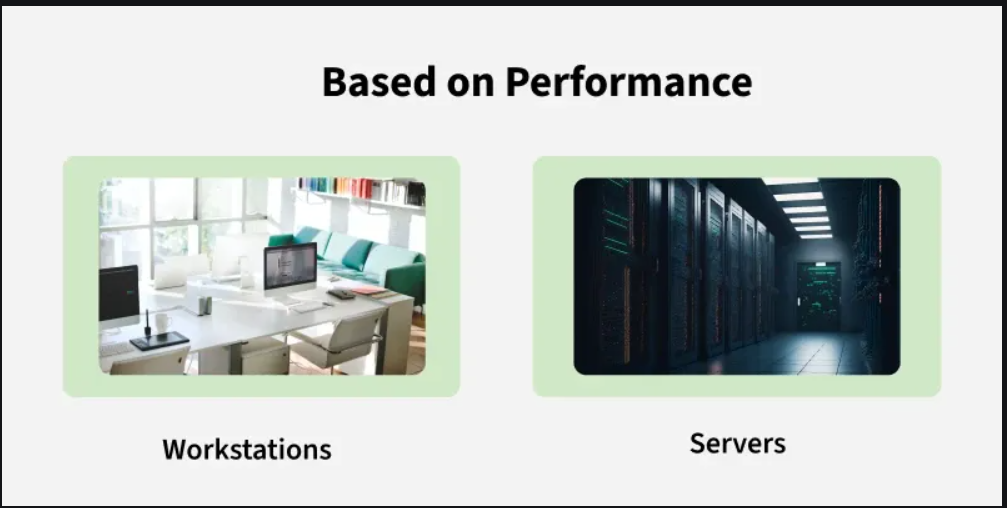 Based on Performance
Workstations
Servers